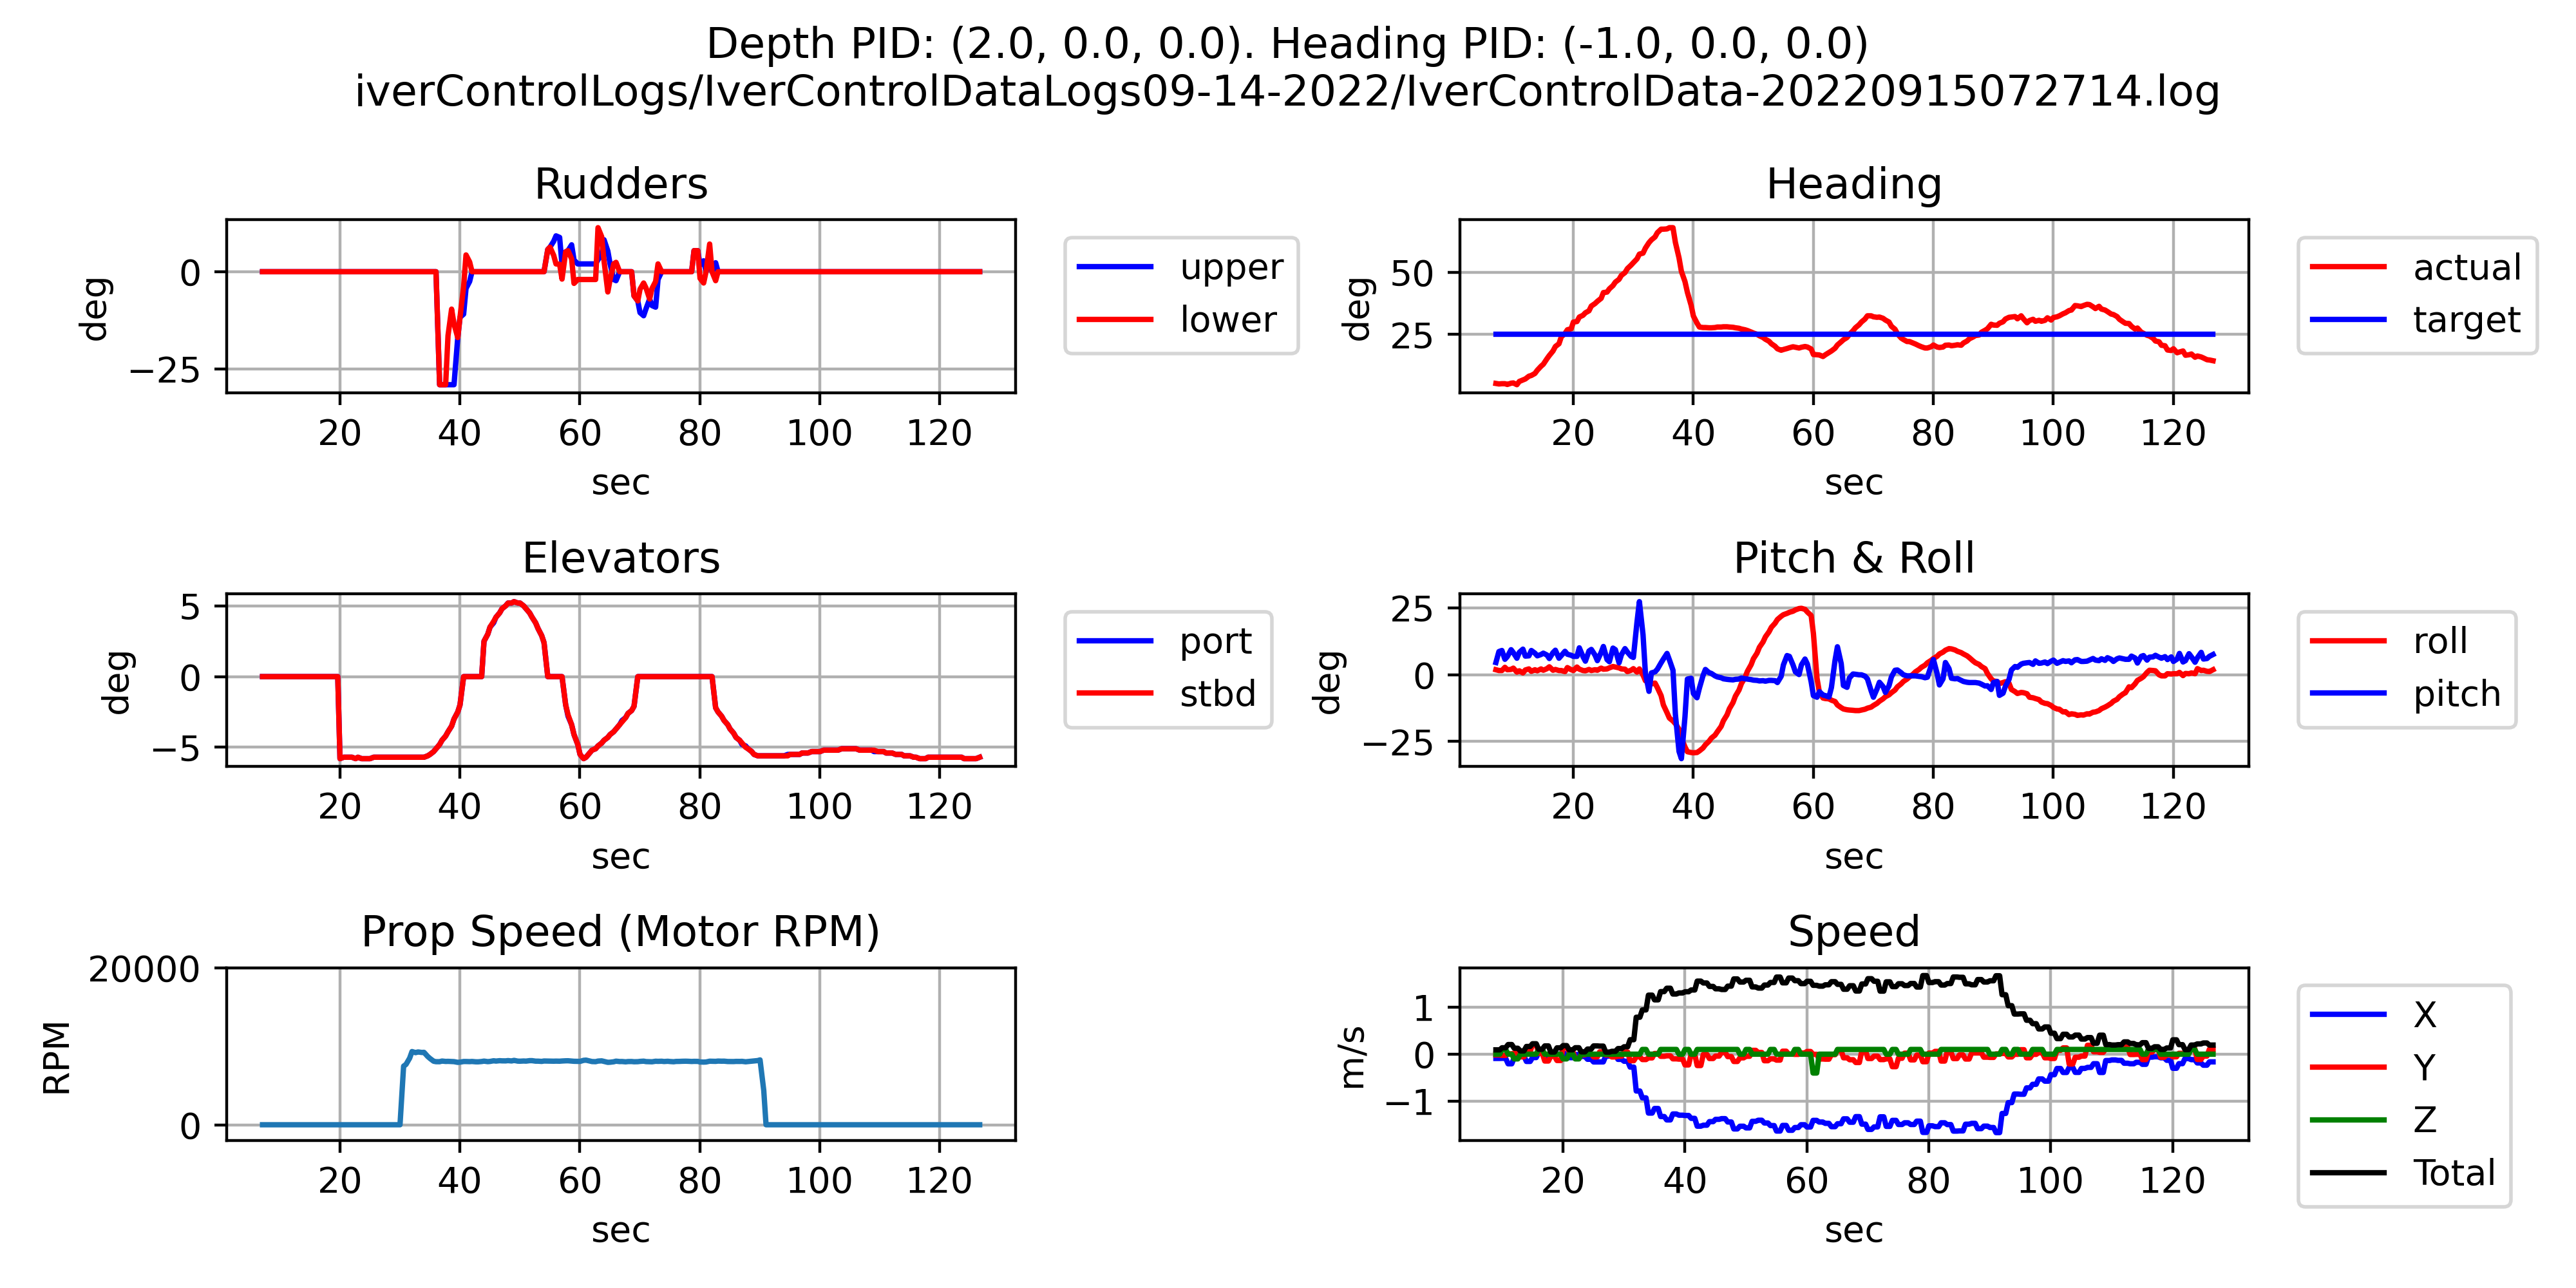 Depth PID: (2.0, 0.0, 0.0). Heading PID: (-1.0, 0.0, 0.0)
iverControlLogs/IverControlDataLogs09-14-2022/IverControlData-20220915072714.log
Rudders
deg
0
−25
20 40 60 80 100 120
sec
upper
lower
Heading
deg
50
25
20 40 60 80 100 120
sec
actual
target
Elevators
deg
5
0
−5
20 40 60 80 100 120
sec
port
stbd
Pitch & Roll
deg
25
0
−25
20 40 60 80 100 120
sec
roll
pitch
Prop Speed (Motor RPM)
RPM
20000
0
20 40 60 80 100 120
sec
Speed
m/s
1
0
−1
20 40 60 80 100 120
sec
X
Y
Z
Total